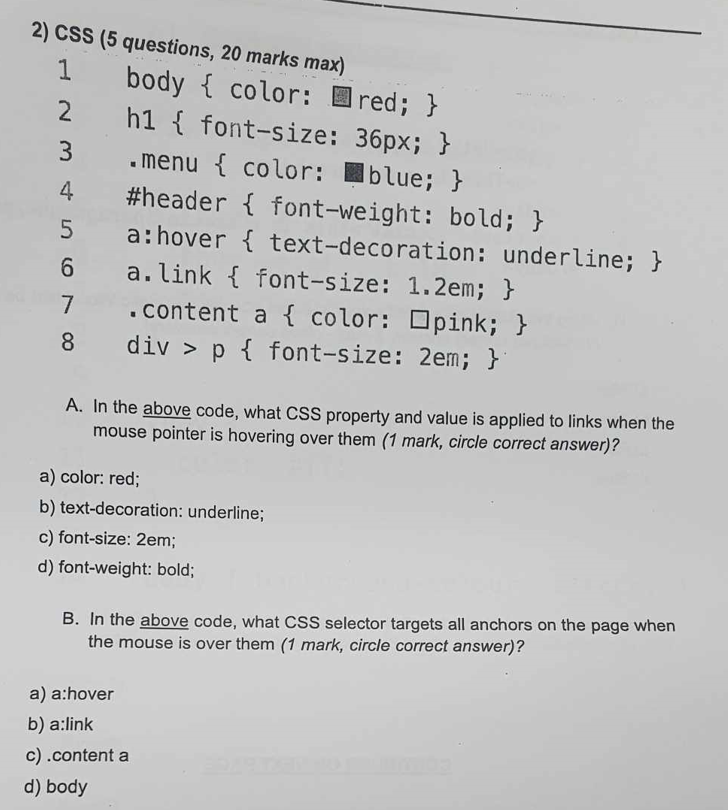 2) CSS (5 questions, 20 marks max)
1 body { color: red; }
2 h1 { font-size: 36px; }
3 .menu { color: blue; }
4 #header { font-weight: bold; }
5 a:hover { text-decoration: underline; }
6 a.link { font-size: 1.2em; }
7 .content a { color: pink; }
8 div > p { font-size: 2em; }
A. In the above code, what CSS property and value is applied to links when the
mouse pointer is hovering over them (1 mark, circle correct answer)?
a) color: red;
b) text-decoration: underline;
c) font-size: 2em;
d) font-weight: bold;
B. In the above code, what CSS selector targets all anchors on the page when
the mouse is over them (1 mark, circle correct answer)?
a) a:hover
b) a:link
c) .content a
d) body